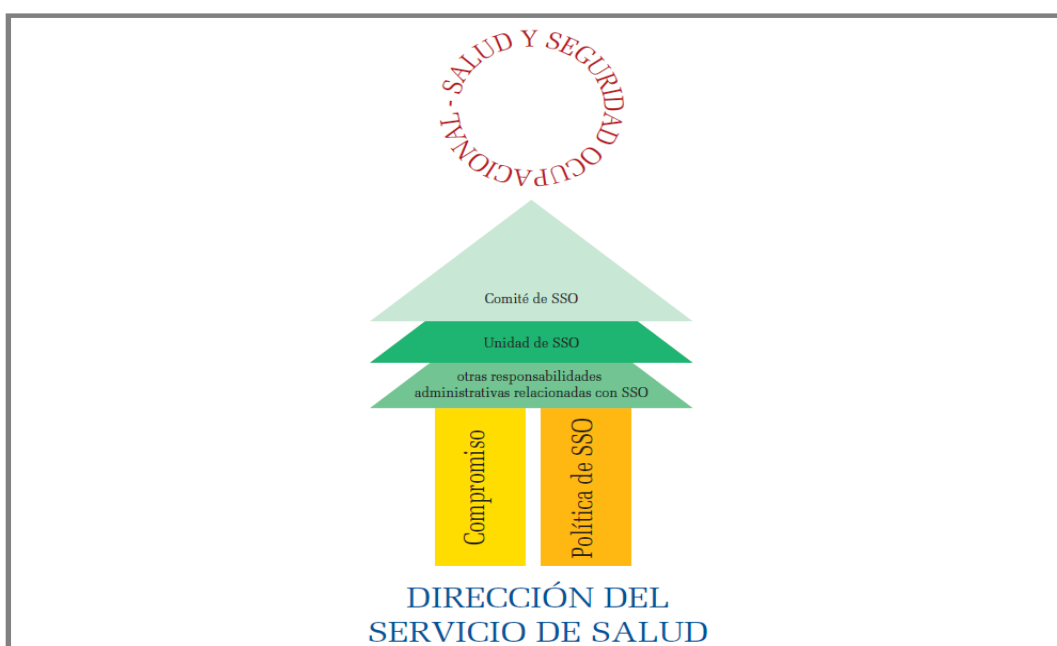 SALUD Y SEGURIDAD OCUPACIONAL -
Comité de SSO
Unidad de SSO
otras responsabilidades
administrativas relacionadas con SSO
Compromiso
Política de SSO
DIRECCIÓN DEL
SERVICIO DE SALUD